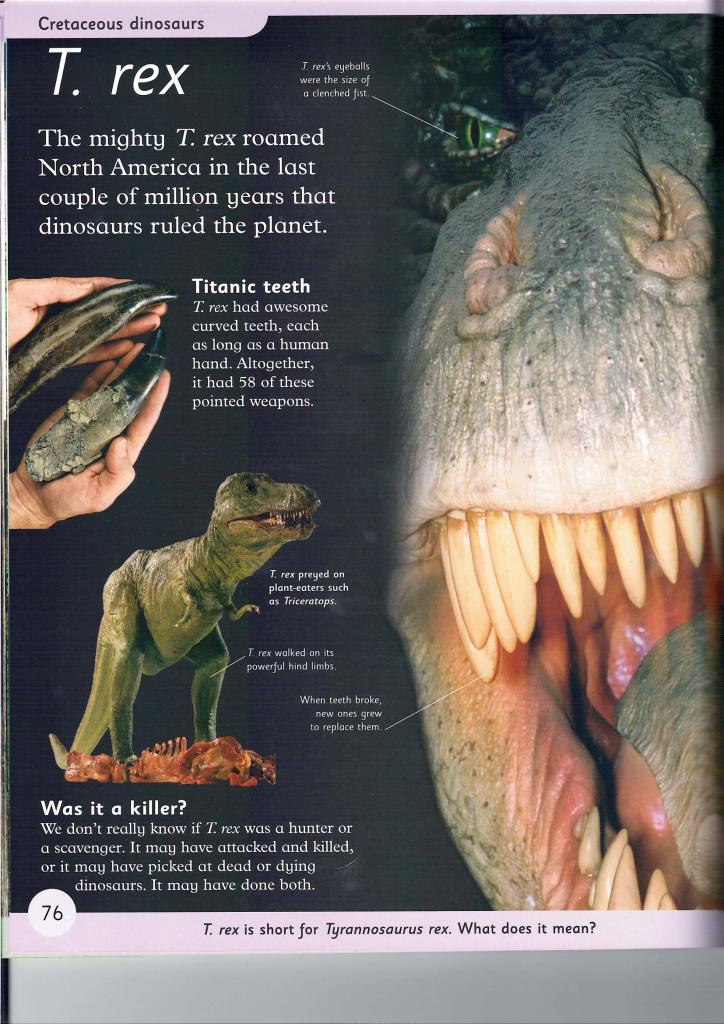 Cretaceous dinosaurs
T. rex
T. rex's eyeballs
were the size of
a clenched fist.
The mighty T. rex roamed
North America in the last
couple of million years that
dinosaurs ruled the planet.
Titanic teeth
T. rex had awesome
curved teeth, each
as long as a human
hand. Altogether,
it had 58 of these
pointed weapons.
T. rex preyed on
plant-eaters such
as Triceratops.
T. rex walked on its
powerful hind limbs.
When teeth broke,
new ones grew
to replace them.
Was it a killer?
We don't really know if T. rex was a hunter or
a scavenger. It may have attacked and killed,
or it may have picked at dead or dying
dinosaurs. It may have done both.
76
T. rex is short for Tyrannosaurus rex. What does it mean?